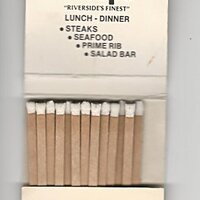 "RIVERSIDE'S FINEST"
LUNCH - DINNER
• STEAKS
• SEAFOOD
• PRIME RIB
• SALAD BAR